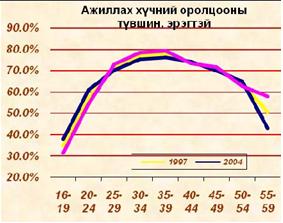 Ажиллах хүчний оролцооны
түвшин. эрэгтэй
90.0%
80.0%
70.0%
60.0%
50.0%
40.0%
30.0%
20.0%
1997 2004
16- 20- 25- 30- 35- 40- 45- 50- 55-
19 24 29 34 39 44 49 54 59